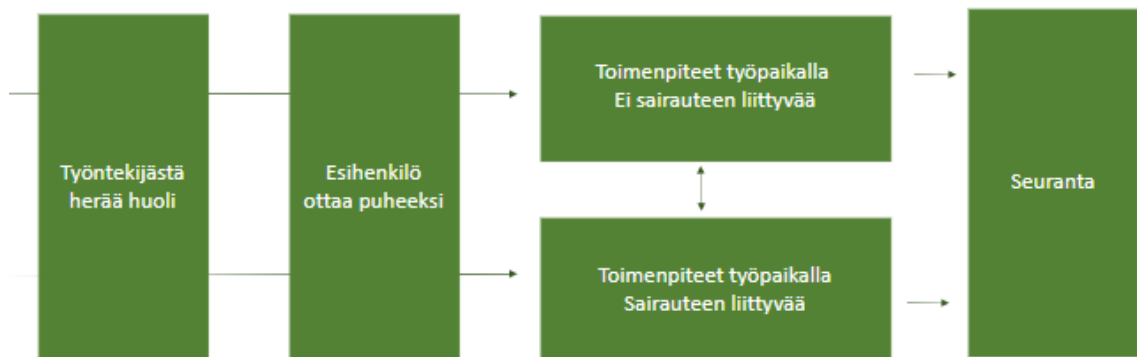 Työntekijästä
herää huoli
Esihenkilö
ottaa puheeksi
Toimenpiteet työpaikalla
Ei sairauteen liittyvää
Toimenpiteet työpaikalla
Sairauteen liittyvää
Seuranta